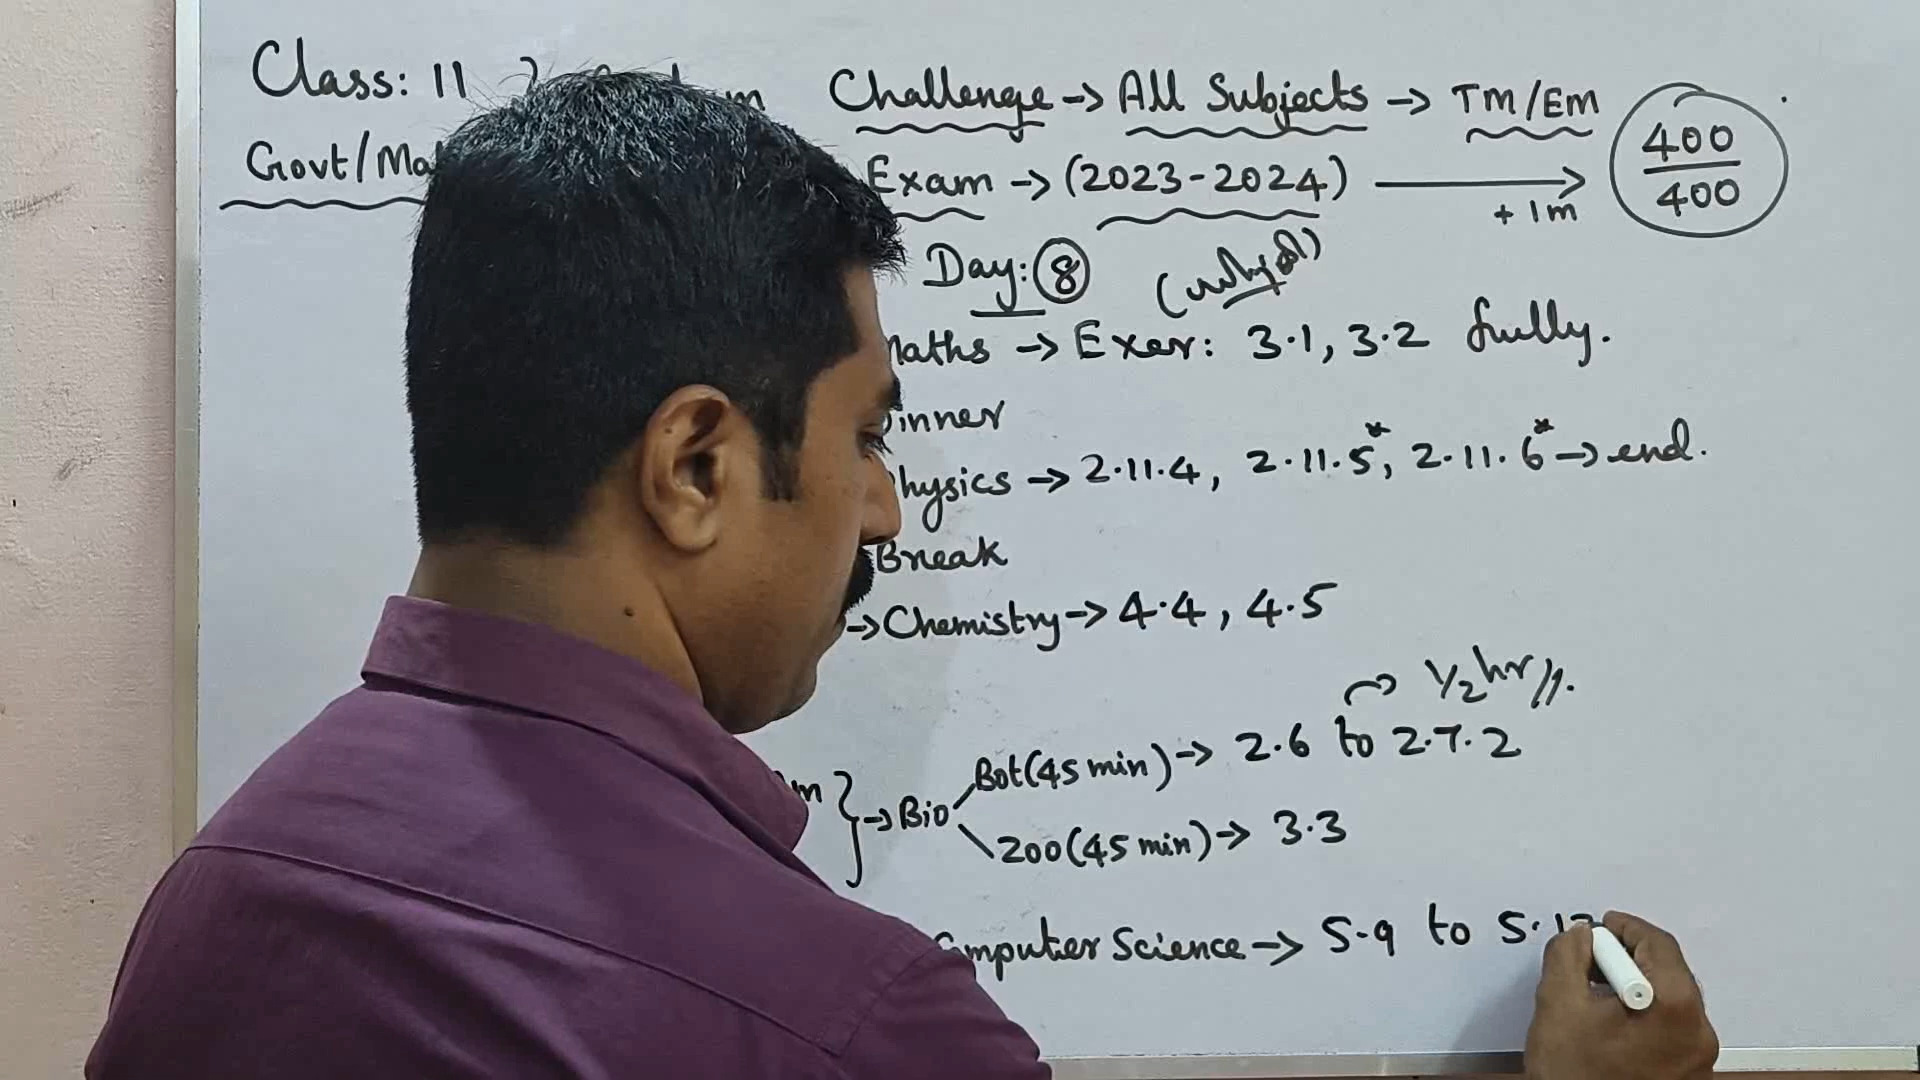 Class: 11
Challenge → All Subjects → TM/EM
Govt/Ma
Exam → (2023-2024) → +1m
400
400
Day: 8
Maths → Exer: 3.1, 3.2 fully.
Dinner
Physics → 2.11.4, 2.11.5*, 2.11.6* → end.
Break
→ Chemistry → 4.4, 4.5
1/2 hr //.
Bot (45 min) → 2.6 to 2.7.2
} → Bio
Zoo (45 min) → 3.3
Computer Science → 5.9 to 5.1